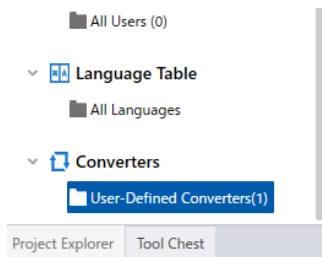 All Users (0)
Language Table
All Languages
Converters
User-Defined Converters(1)
Project Explorer Tool Chest